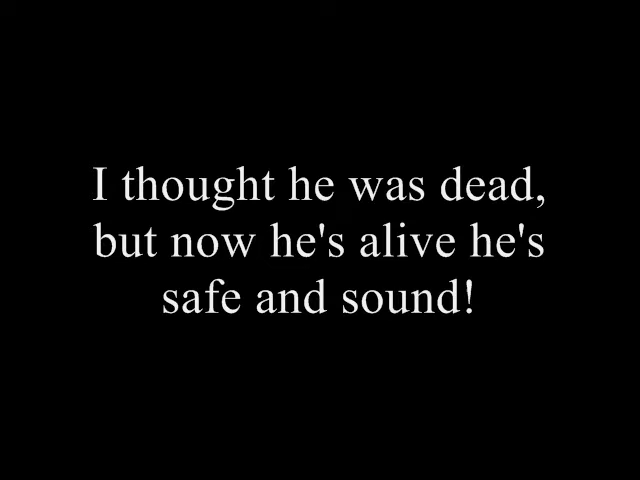 I thought he was dead,
but now he's alive he's
safe and sound!